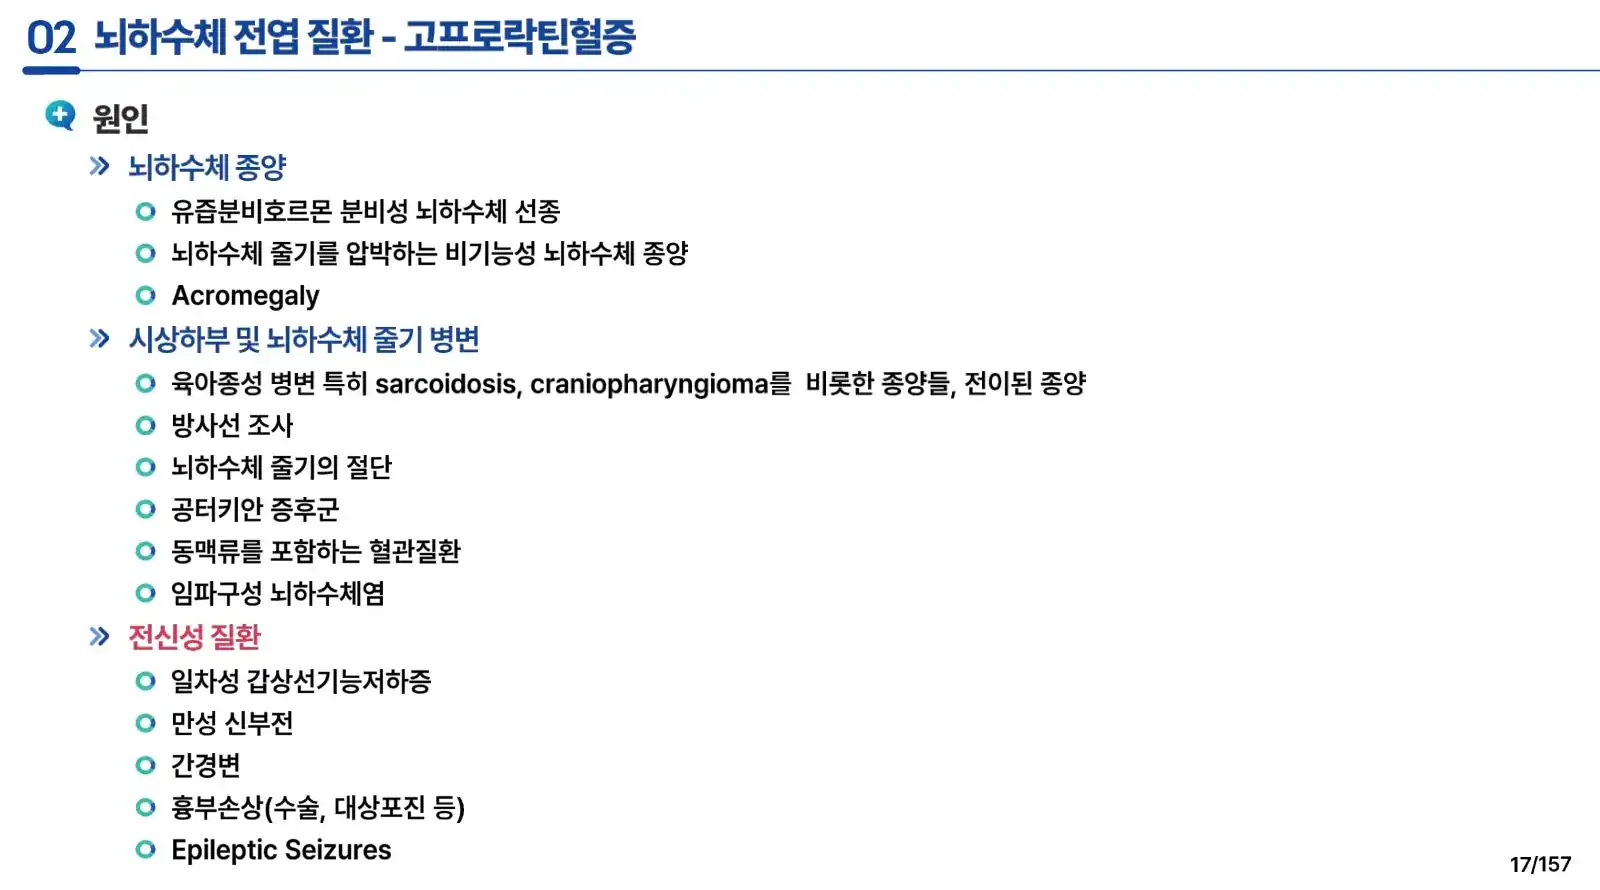 02 뇌하수체 전엽 질환 - 고프로락틴혈증
원인
뇌하수체 종양
유즙분비호르몬 분비성 뇌하수체 선종
뇌하수체 줄기를 압박하는 비기능성 뇌하수체 종양
Acromegaly
시상하부 및 뇌하수체 줄기 병변
육아종성 병변 특히 sarcoidosis, craniopharyngioma를 비롯한 종양들, 전이된 종양
방사선 조사
뇌하수체 줄기의 절단
공터키안 증후군
동맥류를 포함하는 혈관질환
임파구성 뇌하수체염
전신성 질환
일차성 갑상선기능저하증
만성 신부전
간경변
흉부손상(수술, 대상포진 등)
Epileptic Seizures
17/157